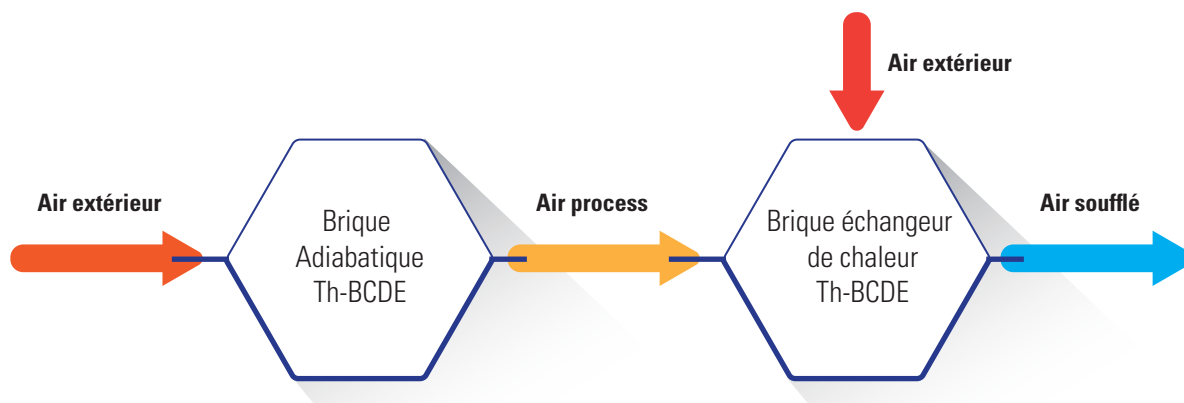 Air extérieur
Air extérieur
Brique
Adiabatique
Th-BCDE
Air process
Brique échangeur
de chaleur
Th-BCDE
Air soufflé